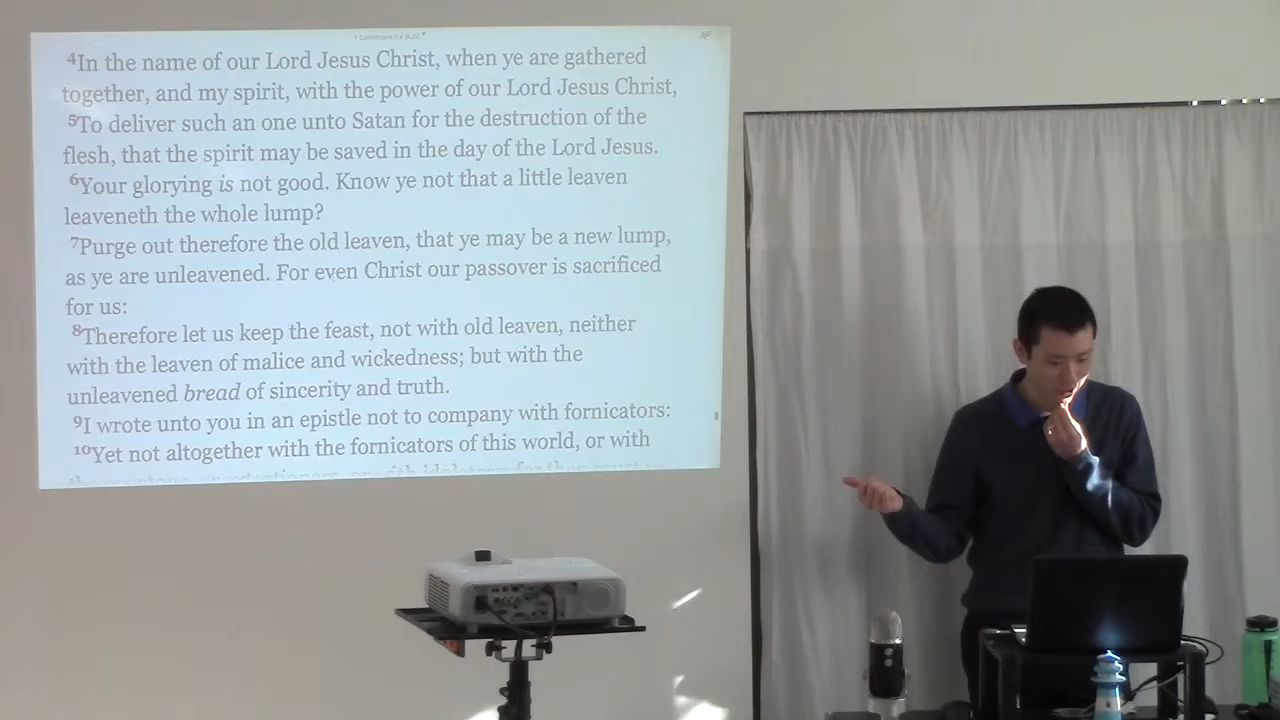 ⁴In the name of our Lord Jesus Christ, when ye are gathered
together, and my spirit, with the power of our Lord Jesus Christ,
⁵To deliver such an one unto Satan for the destruction of the
flesh, that the spirit may be saved in the day of the Lord Jesus.
⁶Your glorying is not good. Know ye not that a little leaven
leaveneth the whole lump?
⁷Purge out therefore the old leaven, that ye may be a new lump,
as ye are unleavened. For even Christ our passover is sacrificed
for us:
⁸Therefore let us keep the feast, not with old leaven, neither
with the leaven of malice and wickedness; but with the
unleavened bread of sincerity and truth.
⁹I wrote unto you in an epistle not to company with fornicators:
¹⁰Yet not altogether with the fornicators of this world, or with